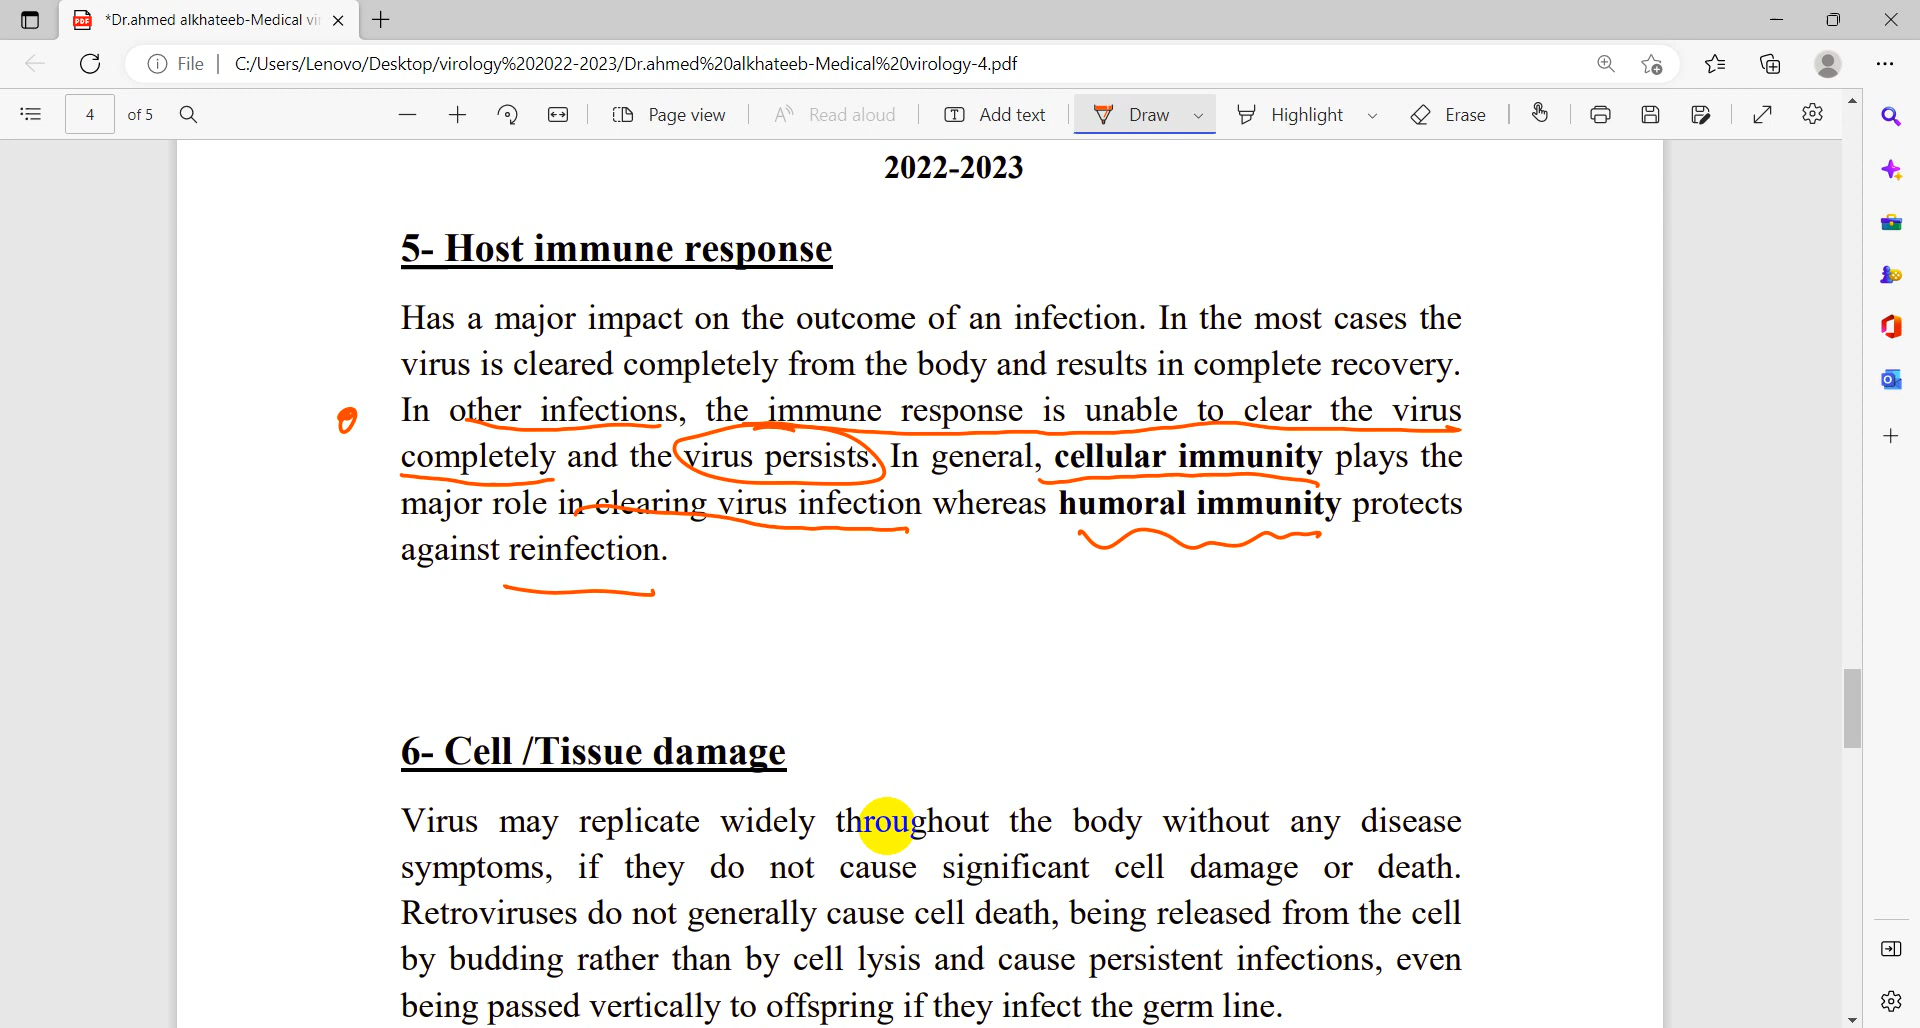 *Dr.ahmed alkhateeb-Medical vi
File | C:/Users/Lenovo/Desktop/virology%202022-2023/Dr.ahmed%20alkhateeb-Medical%20virology-4.pdf
4 of 5 Page view Read aloud Add text Draw Highlight Erase
2022-2023
5- Host immune response
Has a major impact on the outcome of an infection. In the most cases the
virus is cleared completely from the body and results in complete recovery.
In other infections, the immune response is unable to clear the virus
completely and the virus persists. In general, cellular immunity plays the
major role in clearing virus infection whereas humoral immunity protects
against reinfection.
6- Cell /Tissue damage
Virus may replicate widely throughout the body without any disease
symptoms, if they do not cause significant cell damage or death.
Retroviruses do not generally cause cell death, being released from the cell
by budding rather than by cell lysis and cause persistent infections, even
being passed vertically to offspring if they infect the germ line.